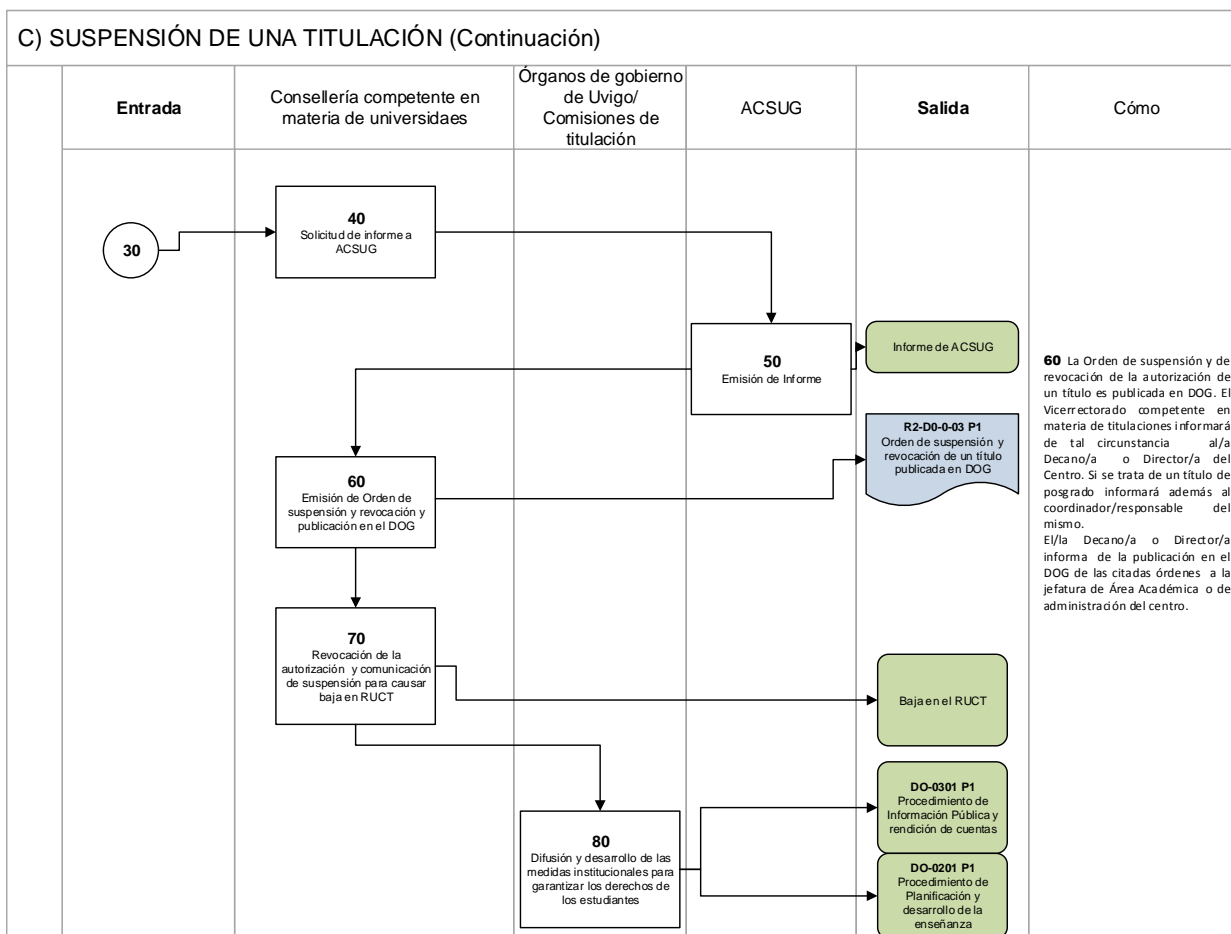 C) SUSPENSIÓN DE UNA TITULACIÓN (Continuación)
Entrada
Consellería competente en
materia de universidaes
Órganos de gobierno
de Uvigo/
Comisiones de
titulación
ACSUG
Salida
Cómo
30
40
Solicitud de informe a
ACSUG
50
Emisión de Informe
Informe de ACSUG
R2-D0-0-03 P1
Orden de suspensión y
revocación de un título
publicada en DOG
60
Emisión de Orden de
suspensión y revocación y
publicación en el DOG
60 La Orden de suspensión y de
revocación de la autorización de
un título es publicada en DOG. El
Vicerrectorado competente en
materia de titulaciones informará
de tal circunstancia al/a
Decano/a o Director/a del
Centro. Si se trata de un título de
posgrado informará además al
coordinador/responsable del
mismo.
El/la Decano/a o Director/a
informa de la publicación en el
DOG de las citadas órdenes a la
jefatura de Área Académica o de
administración del centro.
70
Revocación de la
autorización y comunicación
de suspensión para causar
baja en RUCT
Baja en el RUCT
80
Difusión y desarrollo de las
medidas institucionales para
garantizar los derechos de
los estudiantes
DO-0301 P1
Procedimiento de
Información Pública y
rendición de cuentas
DO-0201 P1
Procedimiento de
Planificación y
desarrollo de la
enseñanza